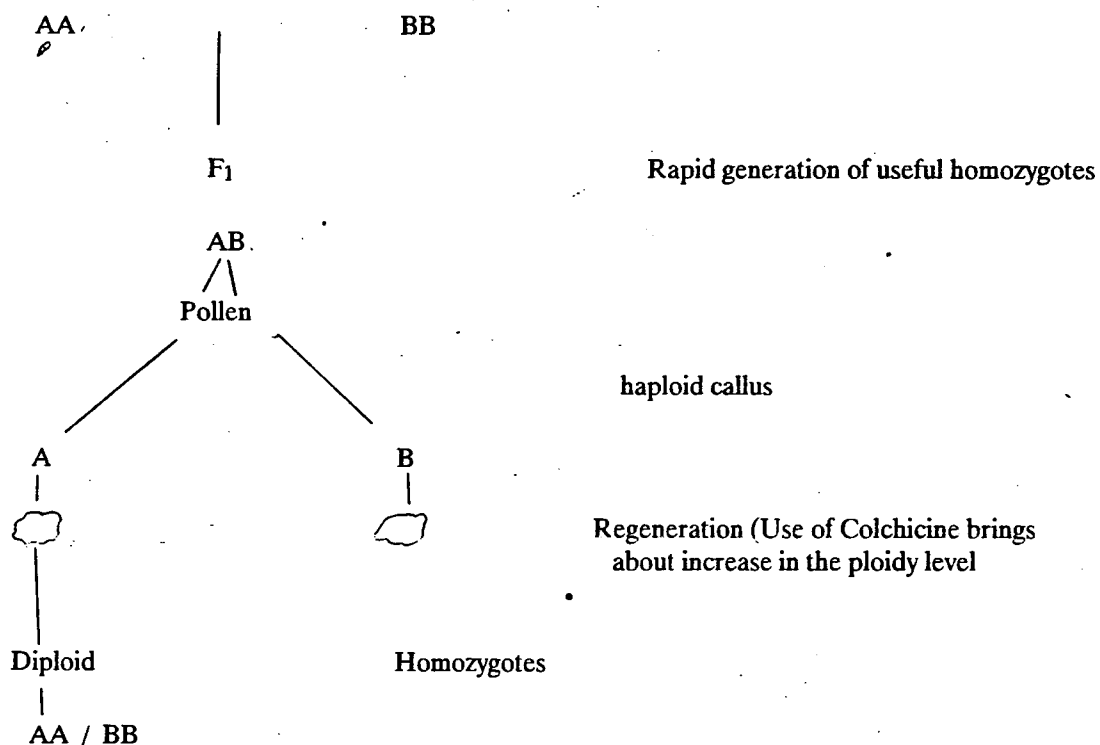 AA BB
F1 Rapid generation of useful homozygotes
AB
Pollen
haploid callus
A B
Regeneration (Use of Colchicine brings
about increase in the ploidy level
Diploid Homozygotes
AA / BB